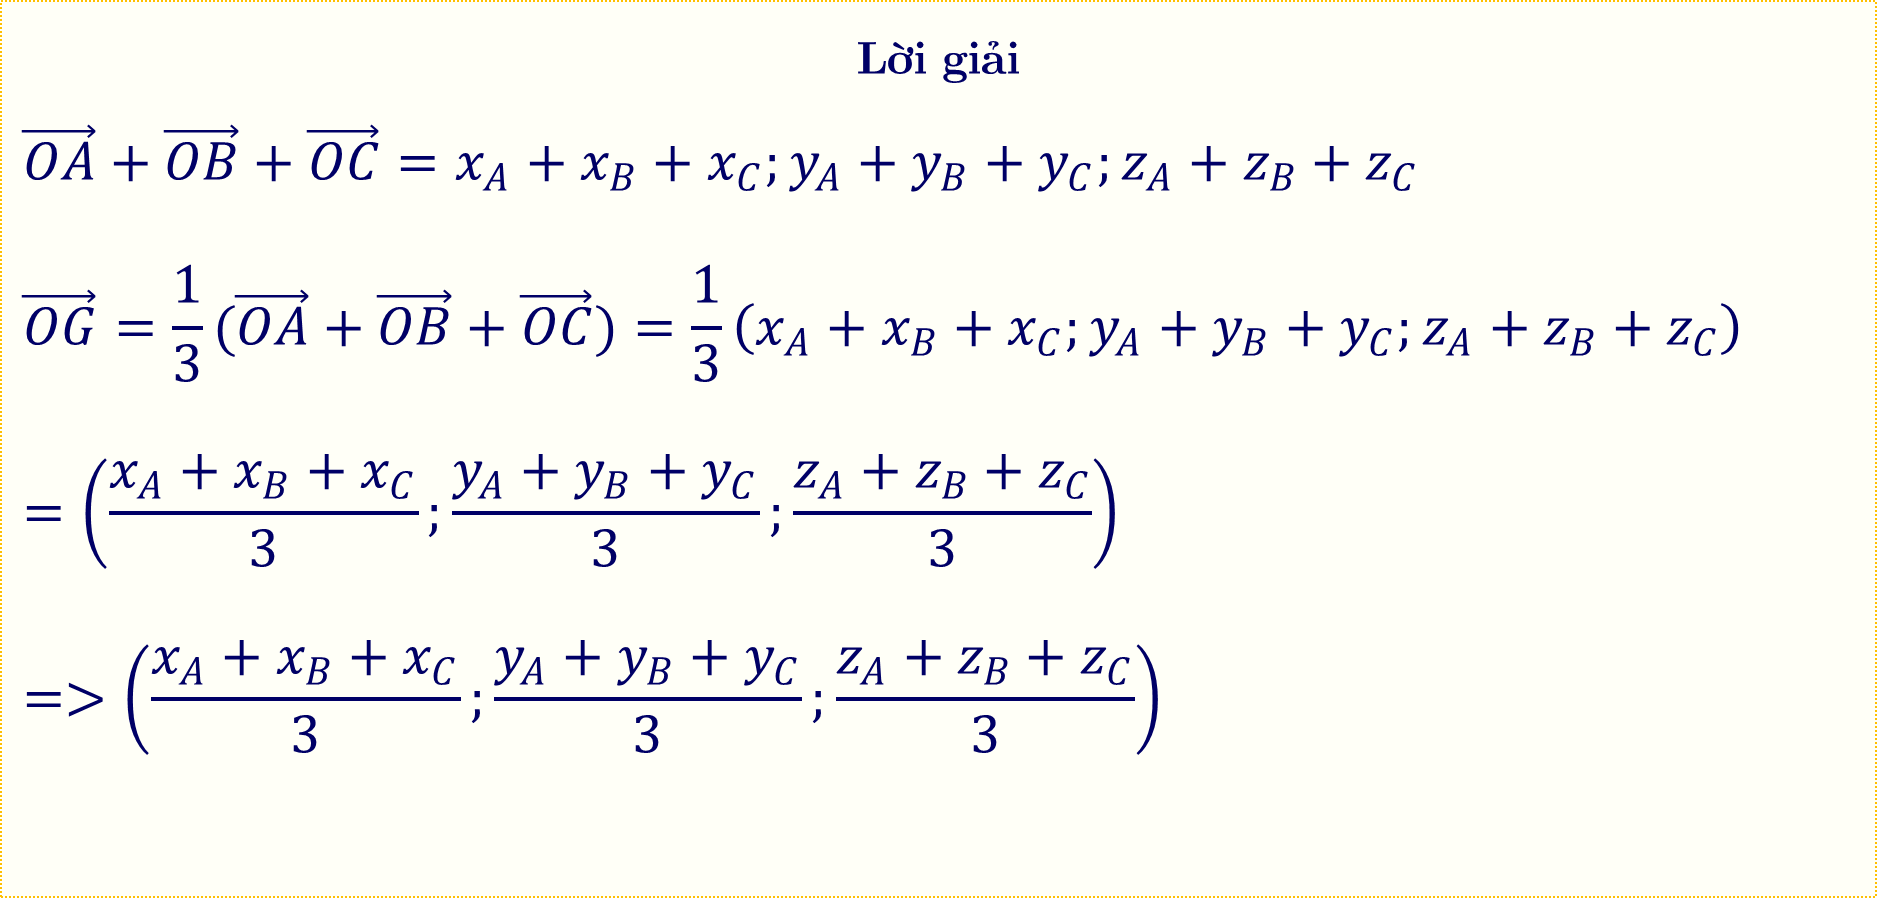 Lời giải
$\overrightarrow{OA} + \overrightarrow{OB} + \overrightarrow{OC} = x_A + x_B + x_C; y_A + y_B + y_C; z_A + z_B + z_C$
$\overrightarrow{OG} = \frac{1}{3}(\overrightarrow{OA} + \overrightarrow{OB} + \overrightarrow{OC}) = \frac{1}{3}(x_A + x_B + x_C; y_A + y_B + y_C; z_A + z_B + z_C)$
$= \left(\frac{x_A + x_B + x_C}{3}; \frac{y_A + y_B + y_C}{3}; \frac{z_A + z_B + z_C}{3}\right)$
$=> \left(\frac{x_A + x_B + x_C}{3}; \frac{y_A + y_B + y_C}{3}; \frac{z_A + z_B + z_C}{3}\right)$